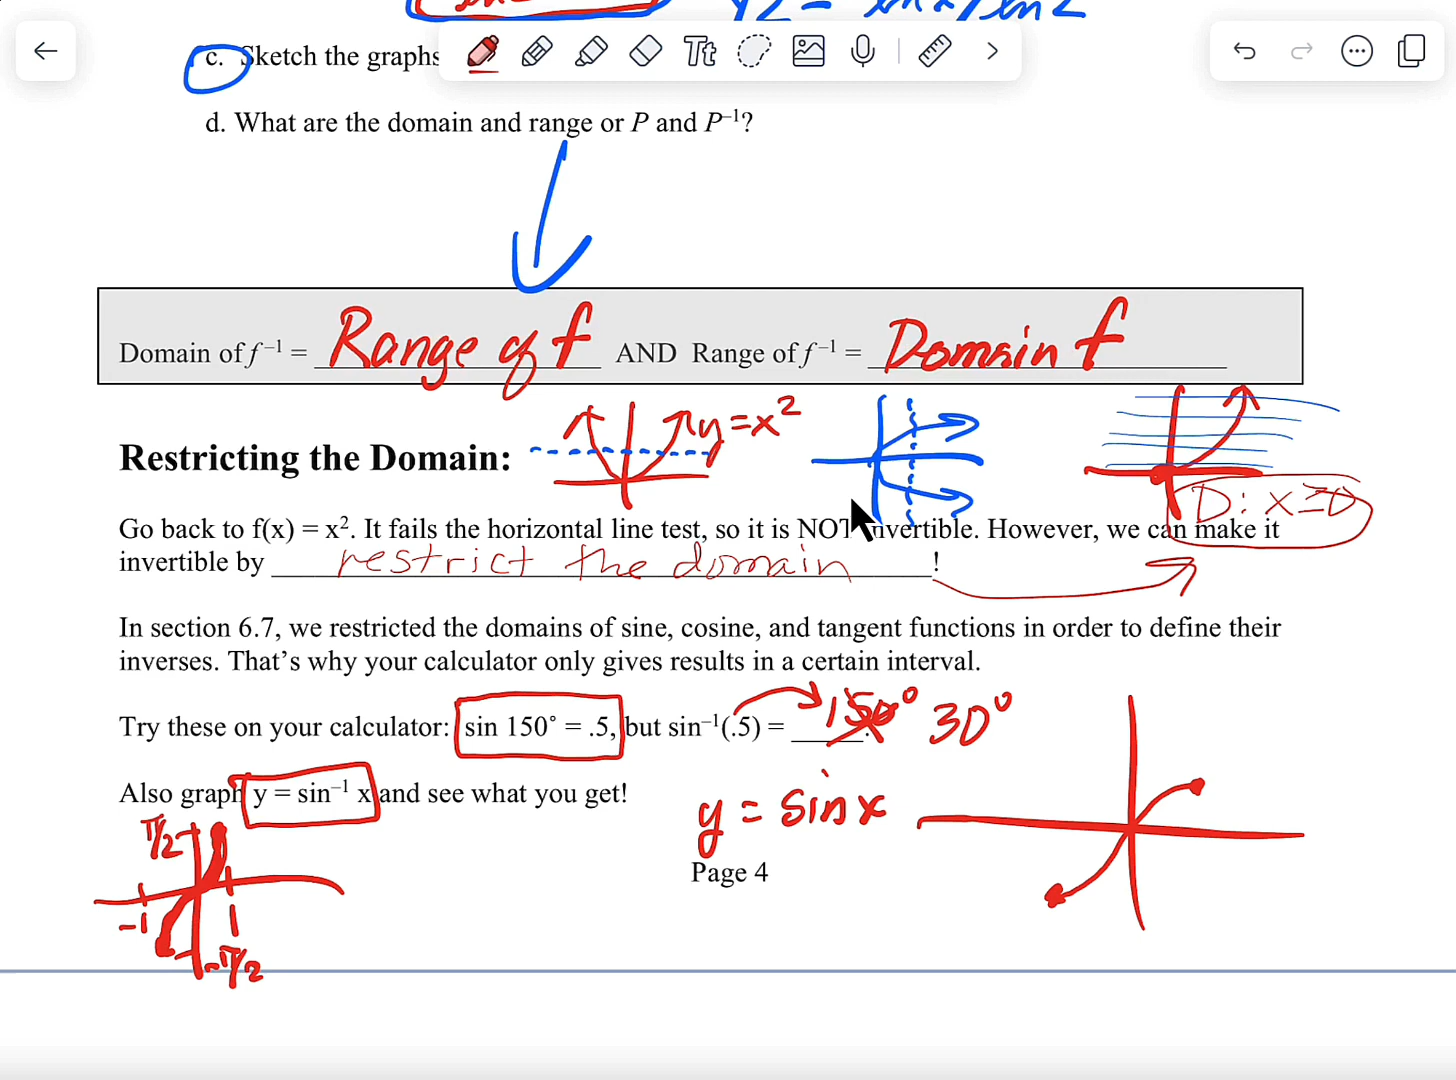 c. Sketch the graphs
Tt
d. What are the domain and range or P and P⁻¹?
Domain of f⁻¹ = Range of f AND Range of f⁻¹ = Domain f
y=x²
Restricting the Domain:
D: x≥0
Go back to f(x) = x². It fails the horizontal line test, so it is NOT invertible. However, we can make it
invertible by restrict the domain!
In section 6.7, we restricted the domains of sine, cosine, and tangent functions in order to define their
inverses. That’s why your calculator only gives results in a certain interval.
Try these on your calculator: sin 150° = .5, but sin⁻¹(.5) = 150° 30°
Also graph y = sin⁻¹ x and see what you get!
y = sin x
π/2
Page 4
-1 1
-π/2